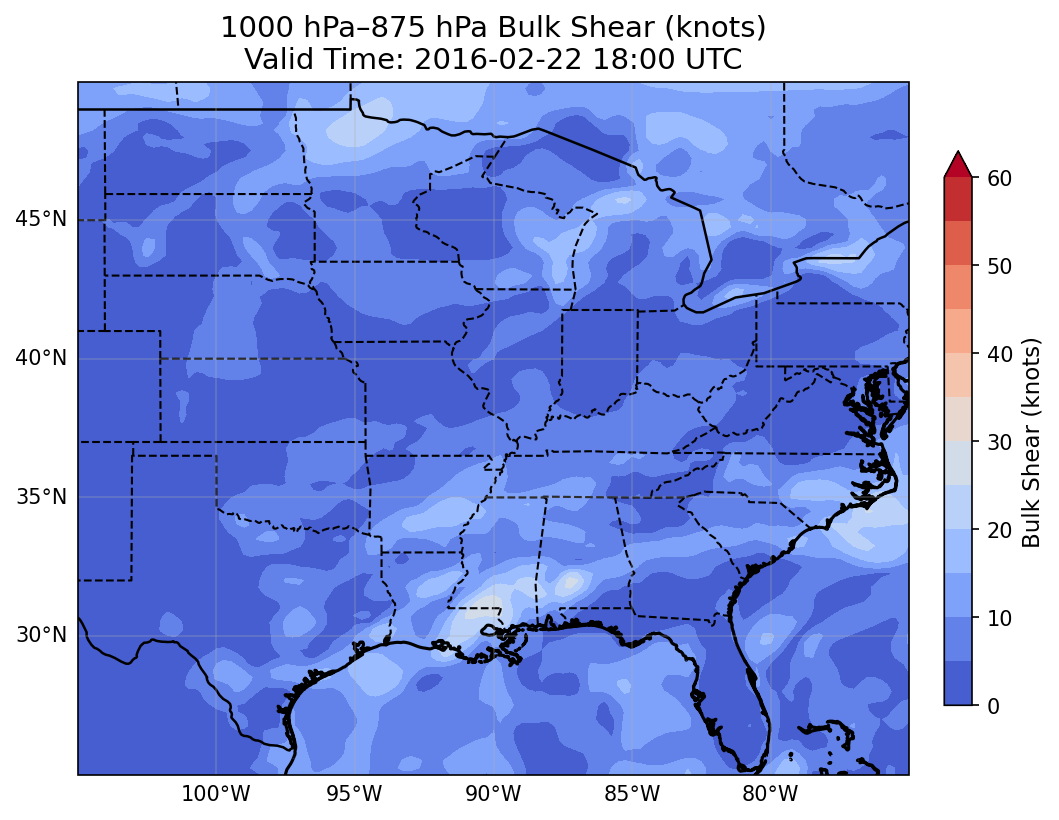 1000 hPa–875 hPa Bulk Shear (knots)
Valid Time: 2016-02-22 18:00 UTC
45°N
40°N
35°N
30°N
100°W
95°W
90°W
85°W
80°W
60
50
40
30
20
10
0
Bulk Shear (knots)